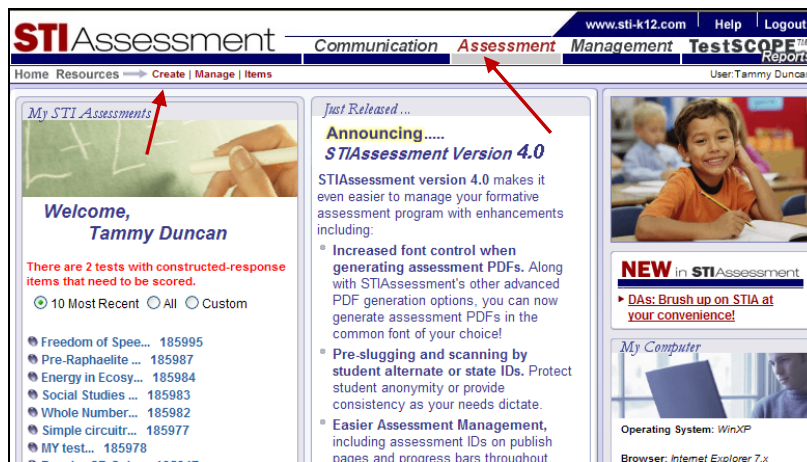 www.sti-k12.com Help Logout
STIAssessment
Communication Assessment Management TestSCOPE™
Reports
Home Resources Create | Manage | Items
User:Tammy Duncan
My STI Assessments
Welcome,
Tammy Duncan
There are 2 tests with constructed-response
items that need to be scored.
10 Most Recent All Custom
Freedom of Spee... 185995
Pre-Raphaelite ... 185987
Energy in Ecosy... 185984
Social Studies ... 185983
Whole Number... 185982
Simple circuitr... 185977
MY test... 185978
Just Released ...
Announcing.....
STIAssessment Version 4.0
STIAssessment version 4.0 makes it
even easier to manage your formative
assessment program with enhancements
including:
Increased font control when
generating assessment PDFs. Along
with STIAssessment's other advanced
PDF generation options, you can now
generate assessment PDFs in the
common font of your choice!
Pre-slugging and scanning by
student alternate or state IDs. Protect
student anonymity or provide
consistency as your needs dictate.
Easier Assessment Management,
including assessment IDs on publish
pages and progress bars throughout
NEW in STIAssessment
DAs: Brush up on STIA at
your convenience!
My Computer
Operating System: WinXP
Browser: Internet Explorer 7.x